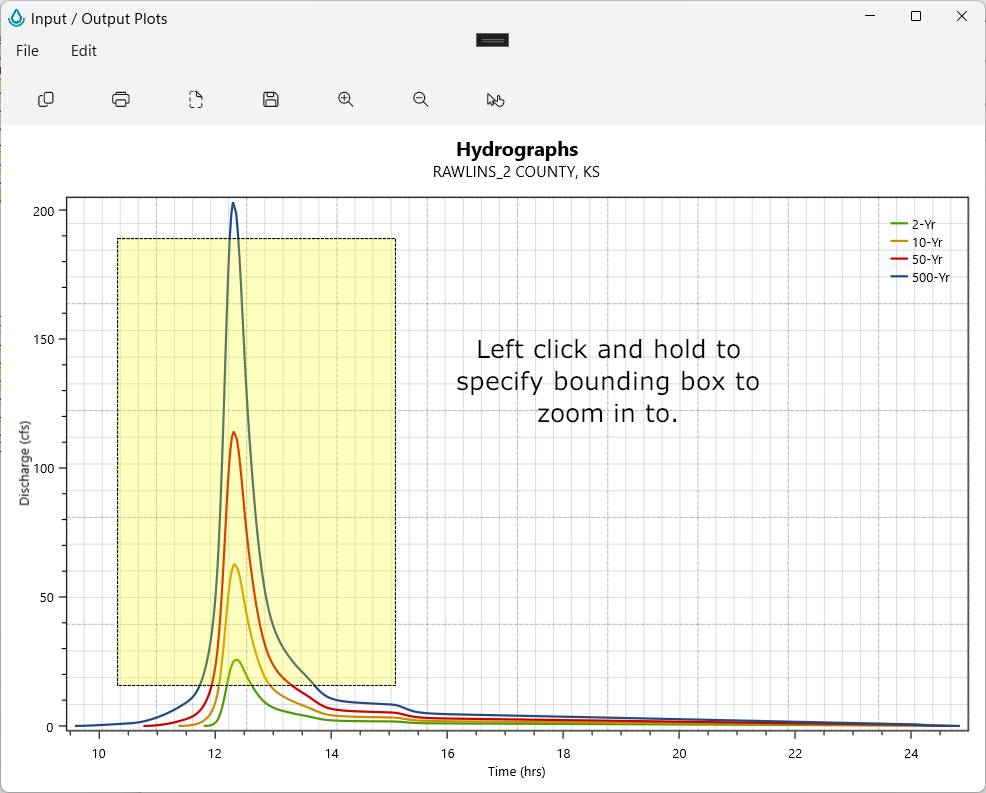 Input / Output Plots
File Edit
Hydrographs
RAWLINS_2 COUNTY, KS
200
150
100
50
0
Discharge (cfs)
2-Yr
10-Yr
50-Yr
500-Yr
Left click and hold to
specify bounding box to
zoom in to.
10 12 14 16 18 20 22 24
Time (hrs)